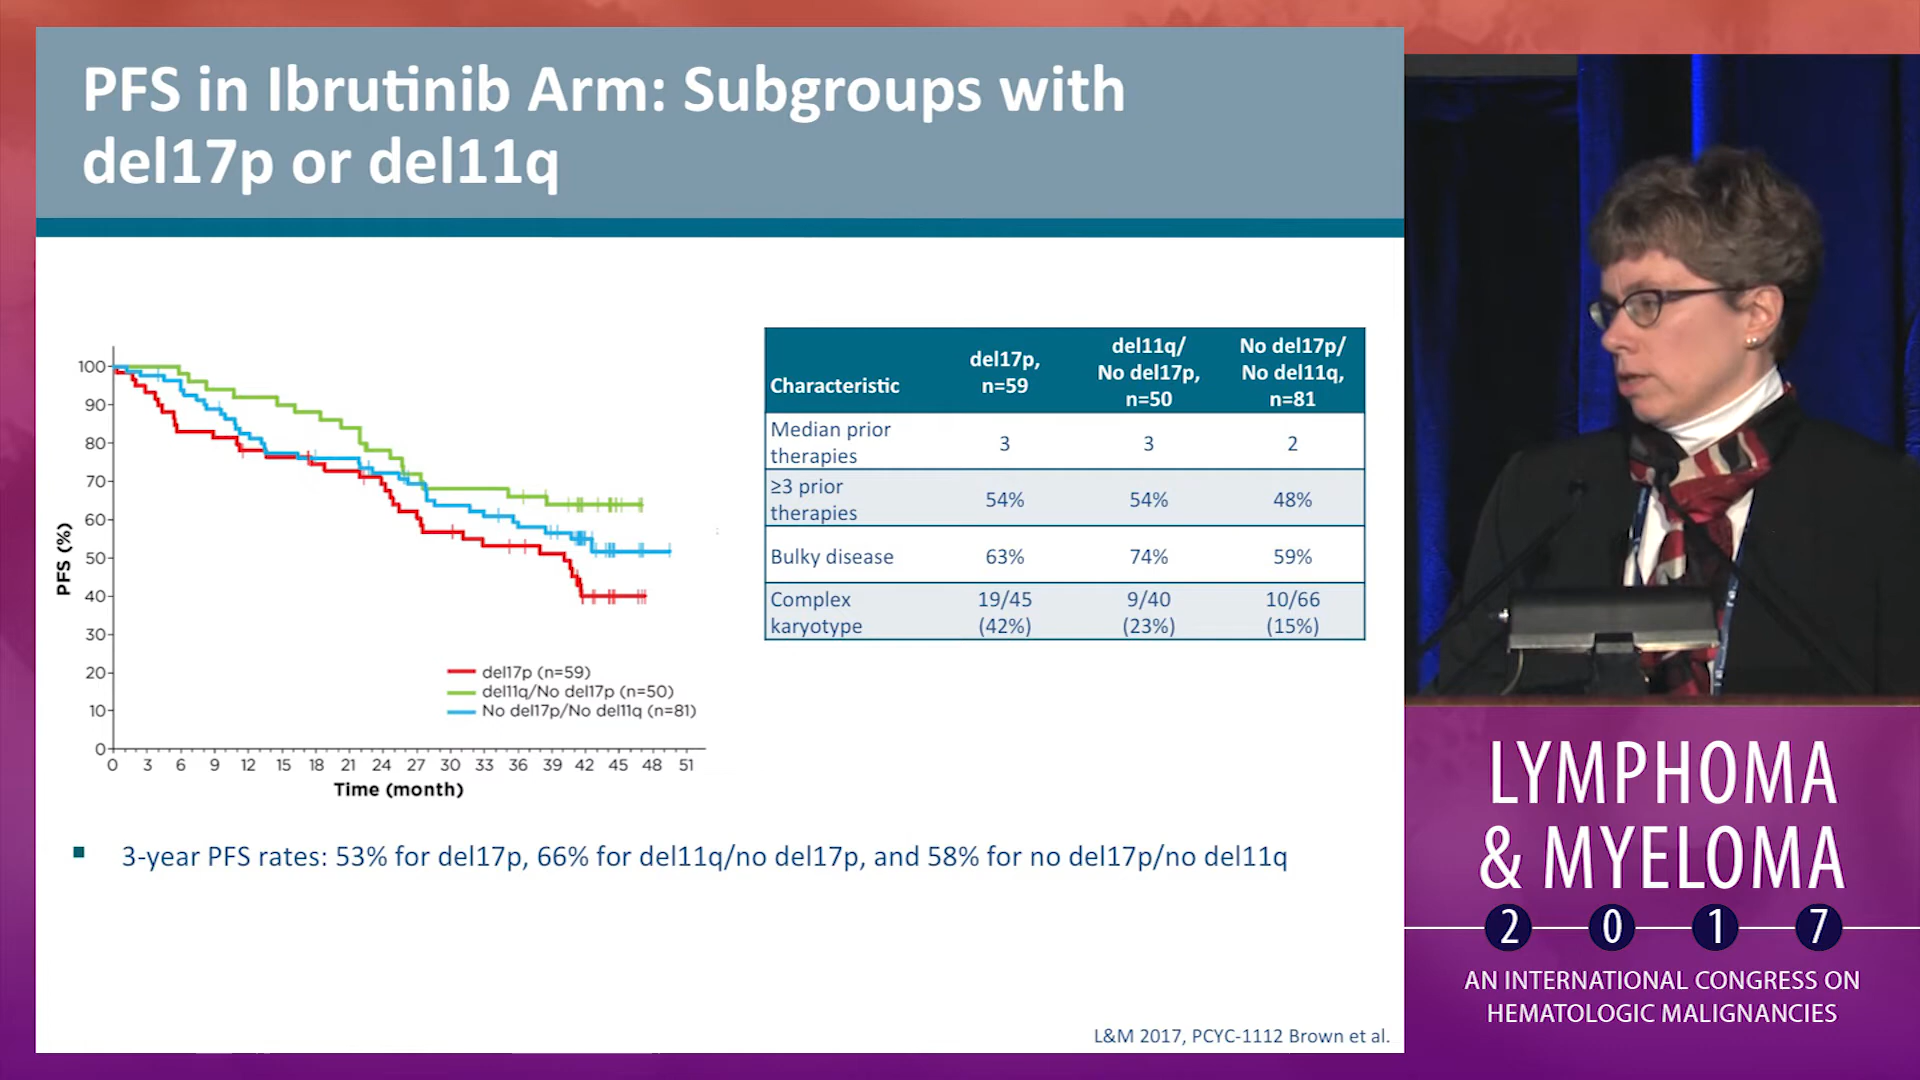 PFS in Ibrutinib Arm: Subgroups with
del17p or del11q
PFS (%)
100
90
80
70
60
50
40
30
20
10
0
0 3 6 9 12 15 18 21 24 27 30 33 36 39 42 45 48 51
Time (month)
del17p (n=59)
del11q/No del17p (n=50)
No del17p/No del11q (n=81)
Characteristic
del17p,
n=59
del11q/
No del17p,
n=50
No del17p/
No del11q,
n=81
Median prior
therapies
3
3
2
≥3 prior
therapies
54%
54%
48%
Bulky disease
63%
74%
59%
Complex
karyotype
19/45
(42%)
9/40
(23%)
10/66
(15%)
3-year PFS rates: 53% for del17p, 66% for del11q/no del17p, and 58% for no del17p/no del11q
L&M 2017, PCYC-1112 Brown et al.
LYMPHOMA
& MYELOMA
2 0 1 7
AN INTERNATIONAL CONGRESS ON
HEMATOLOGIC MALIGNANCIES